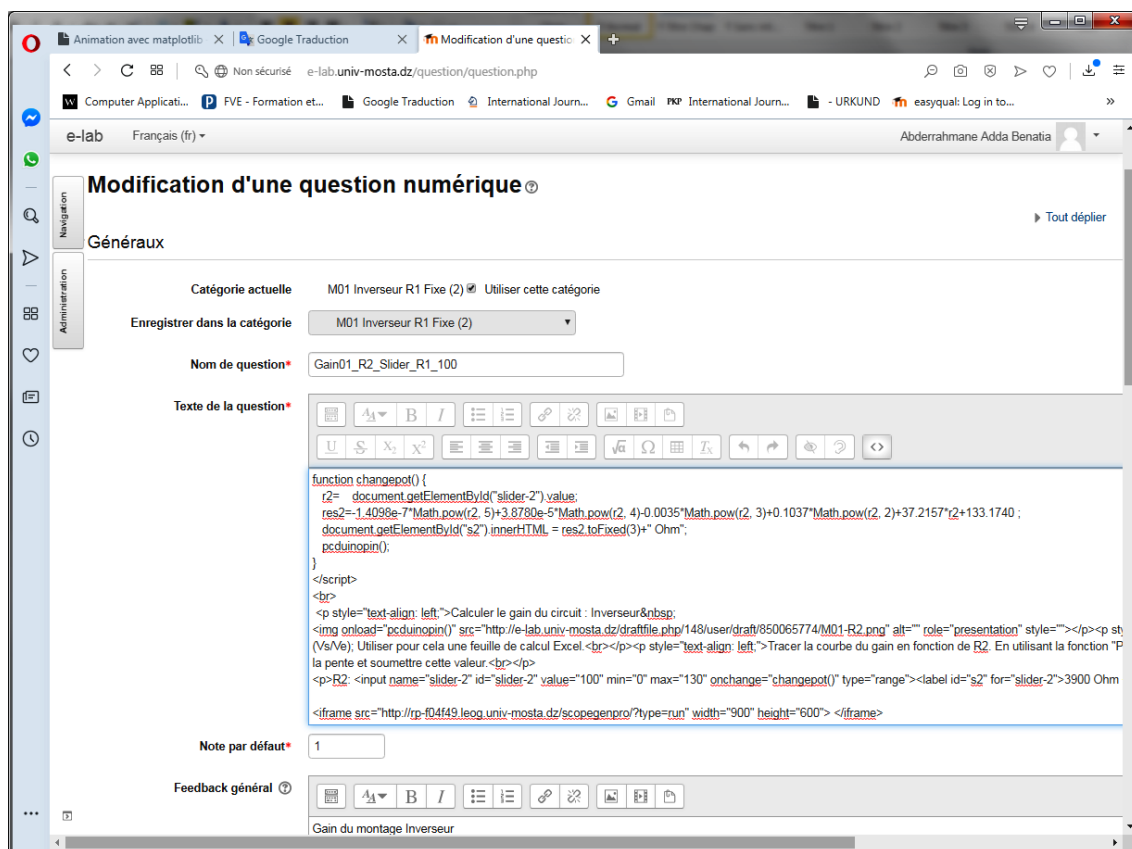 Animation avec matplotlib
Google Traduction
Modification d'une questio
Non sécurisé e-lab.univ-mosta.dz/question/question.php
Computer Applicati... FVE - Formation et... Google Traduction International Journ... Gmail PKP International Journ... - URKUND easyqual: Log in to... »
e-lab Français (fr) Abderrahmane Adda Benatia
Navigation
Administration
Modification d'une question numérique
Tout déplier
Généraux
Catégorie actuelle M01 Inverseur R1 Fixe (2) Utiliser cette catégorie
Enregistrer dans la catégorie M01 Inverseur R1 Fixe (2)
Nom de question* Gain01_R2_Slider_R1_100
Texte de la question*
function changepot() {
r2= document.getElementById("slider-2").value;
res2=-1.4098e-7*Math.pow(r2, 5)+3.8780e-5*Math.pow(r2, 4)-0.0035*Math.pow(r2, 3)+0.1037*Math.pow(r2, 2)+37.2157*r2+133.1740 ;
document.getElementById("s2").innerHTML = res2.toFixed(3)+" Ohm";
pcduinopin();
}
</script>
<br>
<p style="text-align: left;">Calculer le gain du circuit : Inverseur&nbsp;
<img onload="pcduinopin()" src="http://e-lab.univ-mosta.dz/draftfile.php/148/user/draft/850065774/M01-R2.png" alt="" role="presentation" style=""></p><p sty
(Vs/Ve); Utiliser pour cela une feuille de calcul Excel.<br></p><p style="text-align: left;">Tracer la courbe du gain en fonction de R2. En utilisant la fonction "P
la pente et soumettre cette valeur.<br></p>
<p>R2: <input name="slider-2" id="slider-2" value="100" min="0" max="130" onchange="changepot()" type="range"><label id="s2" for="slider-2">3900 Ohm
<iframe src="http://rp-f04f49.leog.univ-mosta.dz/scopegenpro/?type=run" width="900" height="600"> </iframe>
Note par défaut* 1
Feedback général
Gain du montage Inverseur